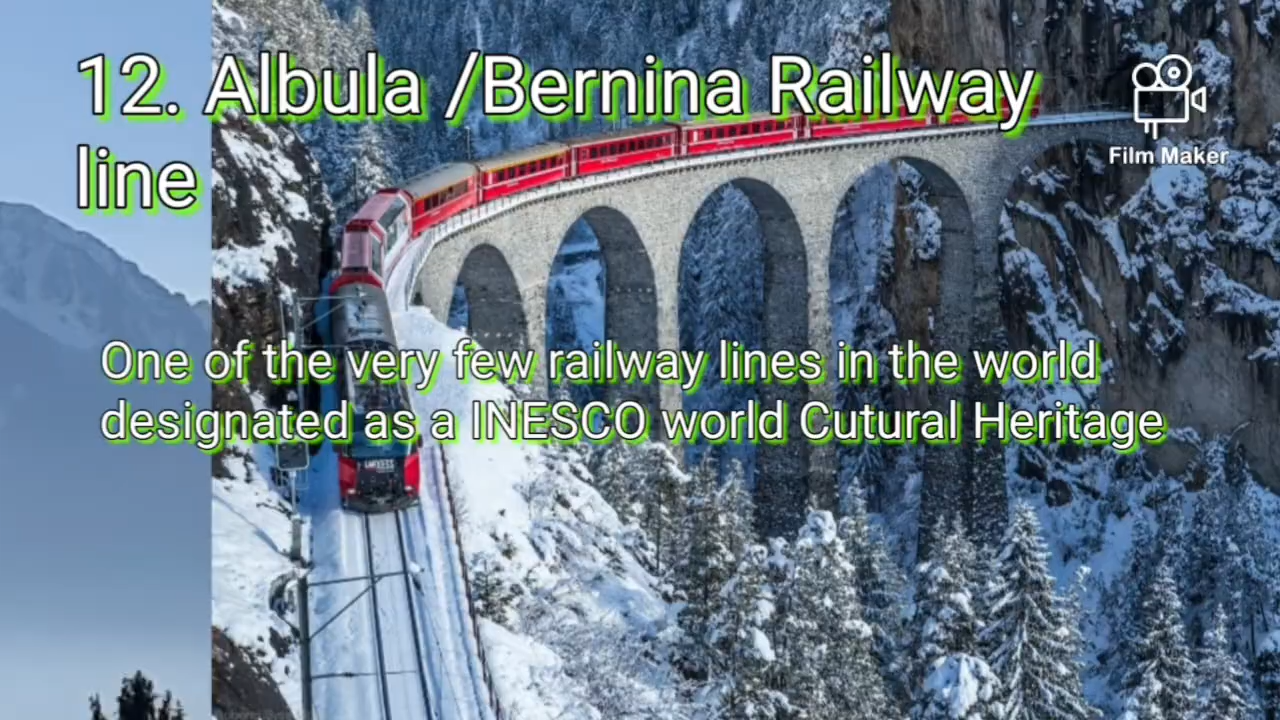 12. Albula /Bernina Railway
line
Film Maker
One of the very few railway lines in the world
designated as a INESCO world Cutural Heritage